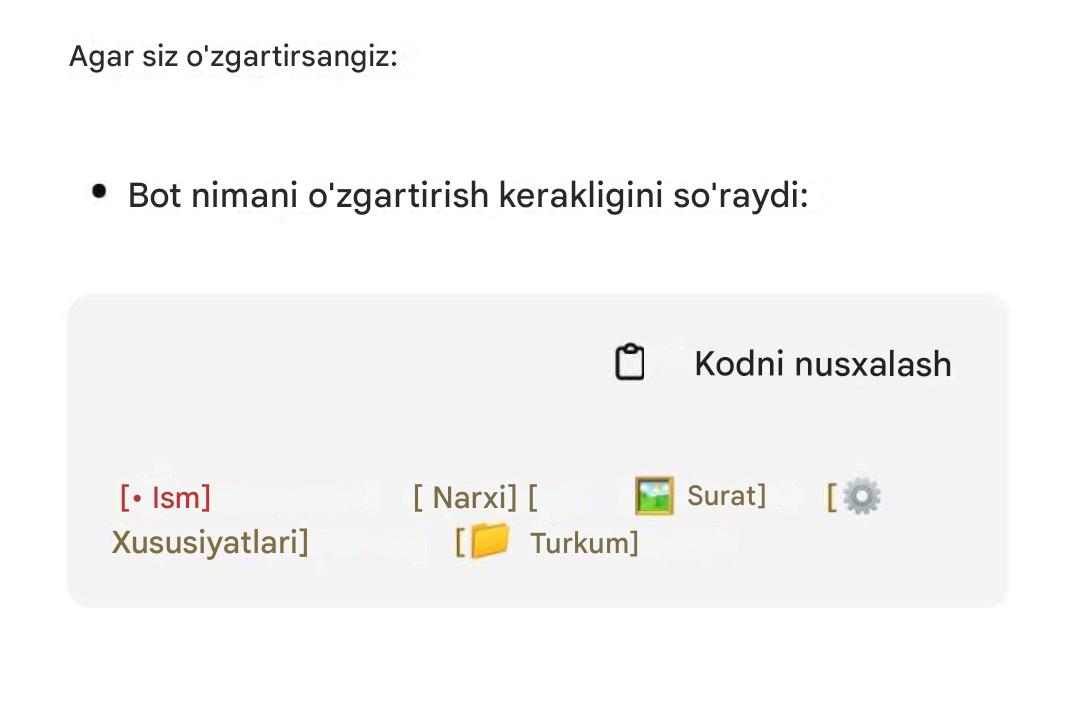 Agar siz o'zgartirsangiz:
• Bot nimani o'zgartirish kerakligini so'raydi:
Kodni nusxalash
[• Ism] [ Narxi] [ 🖼️ Surat] [⚙️
Xususiyatlari] [📁 Turkum]